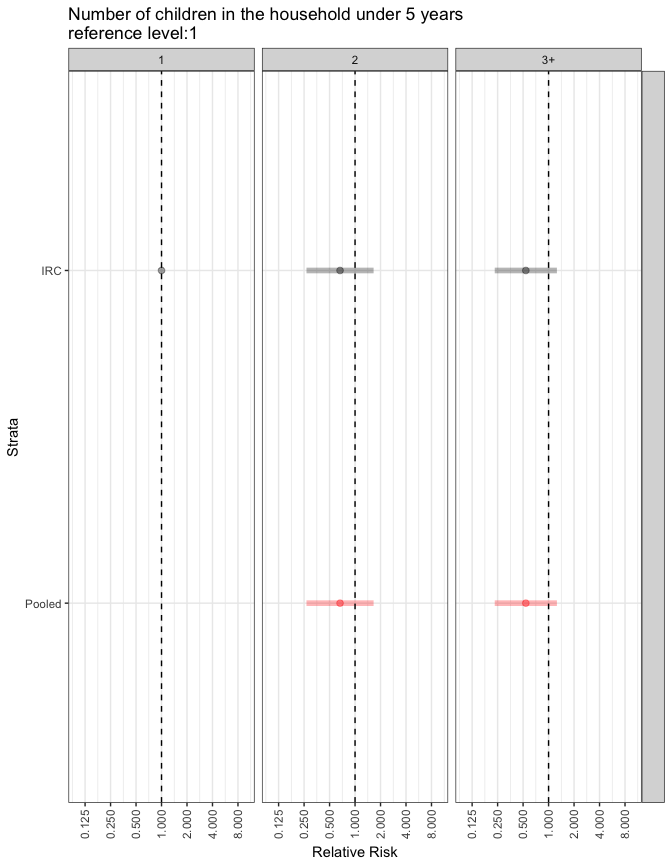 Number of children in the household under 5 years
reference level:1
1 2 3+
IRC
Pooled
Strata
0.125 0.250 0.500 1.000 2.000 4.000 8.000 0.125 0.250 0.500 1.000 2.000 4.000 8.000 0.125 0.250 0.500 1.000 2.000 4.000 8.000
Relative Risk